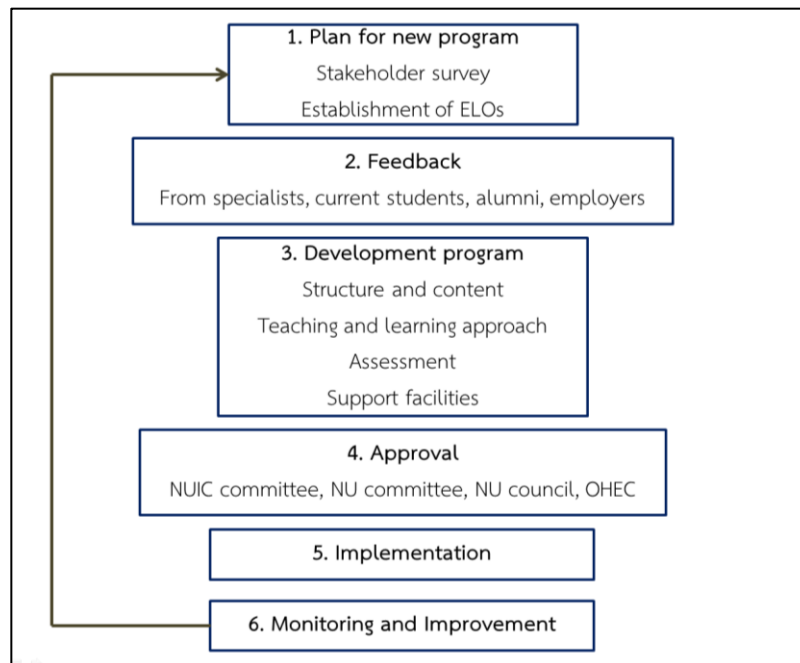 1. Plan for new program
Stakeholder survey
Establishment of ELOs
2. Feedback
From specialists, current students, alumni, employers
3. Development program
Structure and content
Teaching and learning approach
Assessment
Support facilities
4. Approval
NUIC committee, NU committee, NU council, OHEC
5. Implementation
6. Monitoring and Improvement